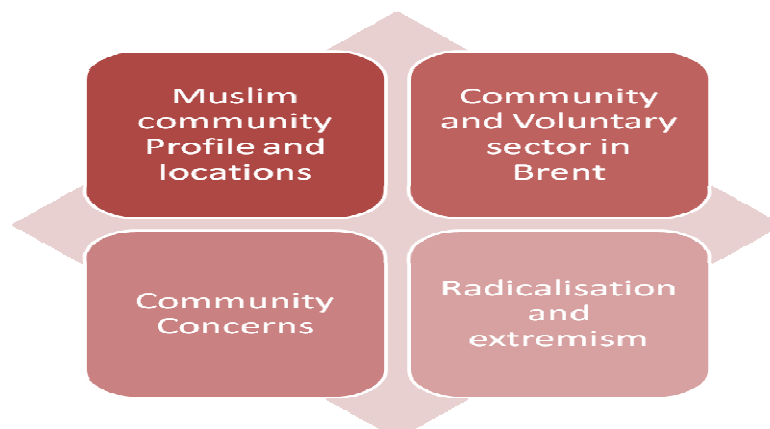 Muslim
community
Profile and
locations
Community
and Voluntary
sector in
Brent
Community
Concerns
Radicalisation
and
extremism